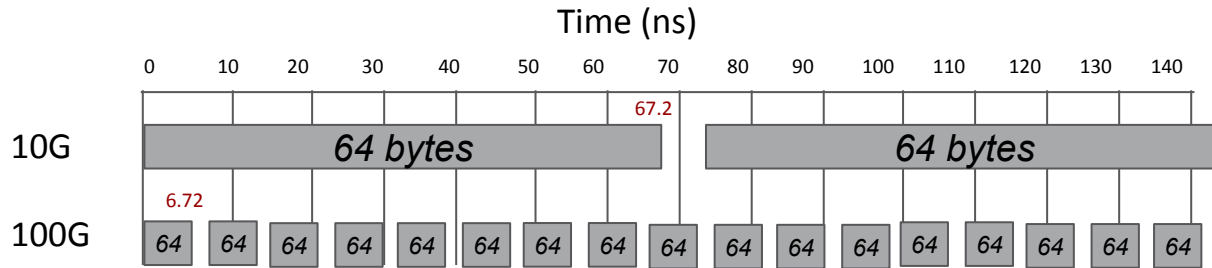 Time (ns)
0 10 20 30 40 50 60 70 80 90 100 110 120 130 140
67.2
10G 64 bytes 64 bytes
6.72
100G 64 64 64 64 64 64 64 64 64 64 64 64 64 64 64 64 64